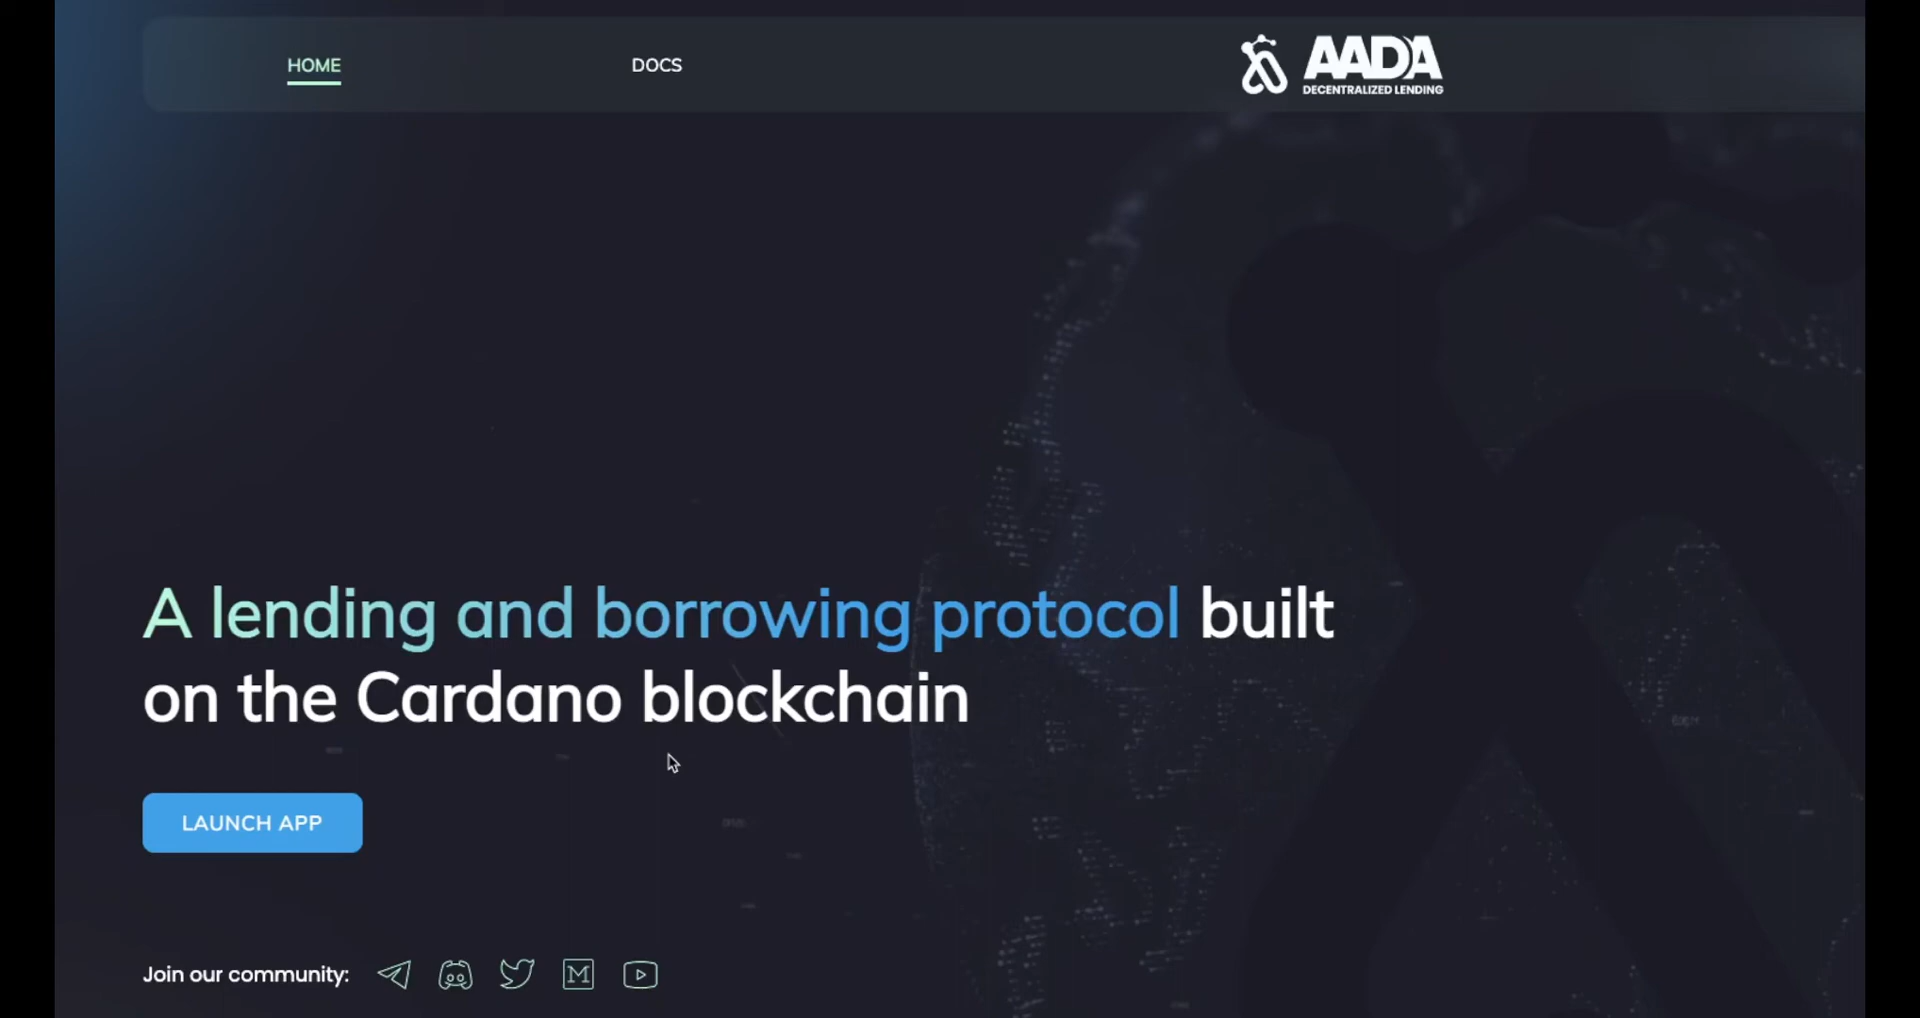 HOME
DOCS
AADA
DECENTRALIZED LENDING
A lending and borrowing protocol built
on the Cardano blockchain
LAUNCH APP
Join our community:
M